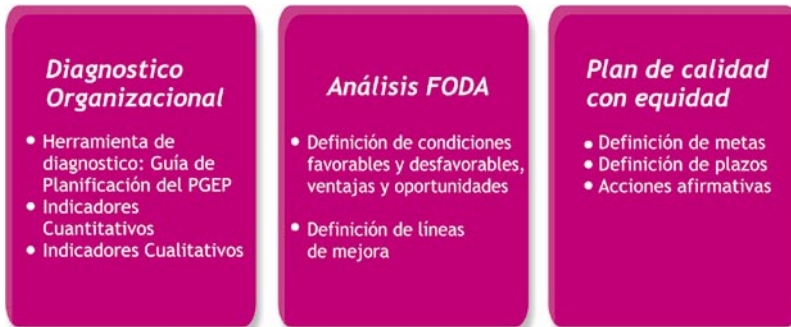 Diagnostico
Organizacional
• Herramienta de
diagnostico: Guía de
Planificación del PGEP
• Indicadores
Cuantitativos
• Indicadores Cualitativos
Análisis FODA
• Definición de condiciones
favorables y desfavorables,
ventajas y oportunidades
• Definición de líneas
de mejora
Plan de calidad
con equidad
• Definición de metas
• Definición de plazos
• Acciones afirmativas